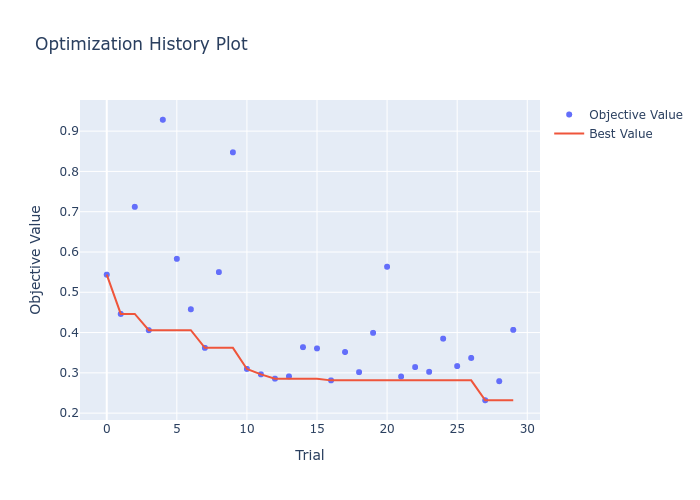 Optimization History Plot
Objective Value
Best Value
0.9
0.8
0.7
0.6
0.5
0.4
0.3
0.2
Objective Value
0 5 10 15 20 25 30
Trial